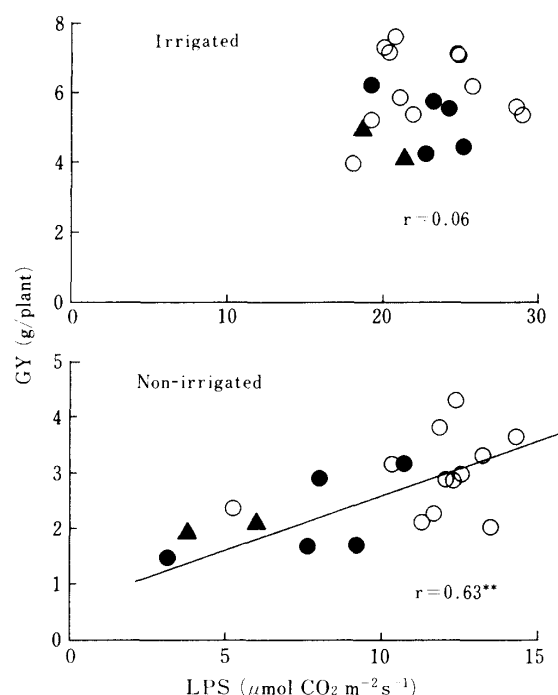 8
Irrigated
6
4
r=0.06
2
0
0 10 20 30
GY (g/plant)
5
Non-irrigated
4
3
2
1
r=0.63**
0
0 5 10 15
LPS (μmol CO₂ m⁻²s⁻¹)